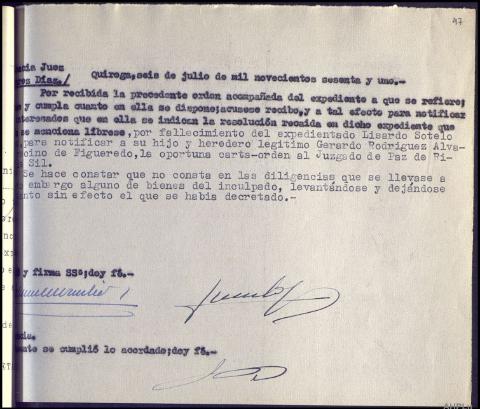 47
ncia Juez
rez Diaz./ Quiroga,seis de julio de mil novecientos sesenta y uno.-
Por recibida la precedente orden acompañada del expediente a que se refiere;
e y cumpla cuanto en ella se dispone;acusese recibo,y a tal efecto para notificar
teresados que en ella se indican la resolución recaida en dicho expediente que
se menciona librese,por fallecimiento del expedientado Lisardo Sotelo
,para notificar a su hijo y heredero legitimo Gerardo Rodriguez Alva-
cino de Figueredo,la oportuna carta-orden al Juzgado de Paz de Ri-
Sil.
Se hace constar que no consta en las diligencias que se llevase a
embargo alguno de bienes del inculpado, levantándose y dejándose
nto sin efecto el que se habia decretado.-
y firma SSª;doy fé.-
ncia.
nte se cumplió lo acordado;doy fé.-